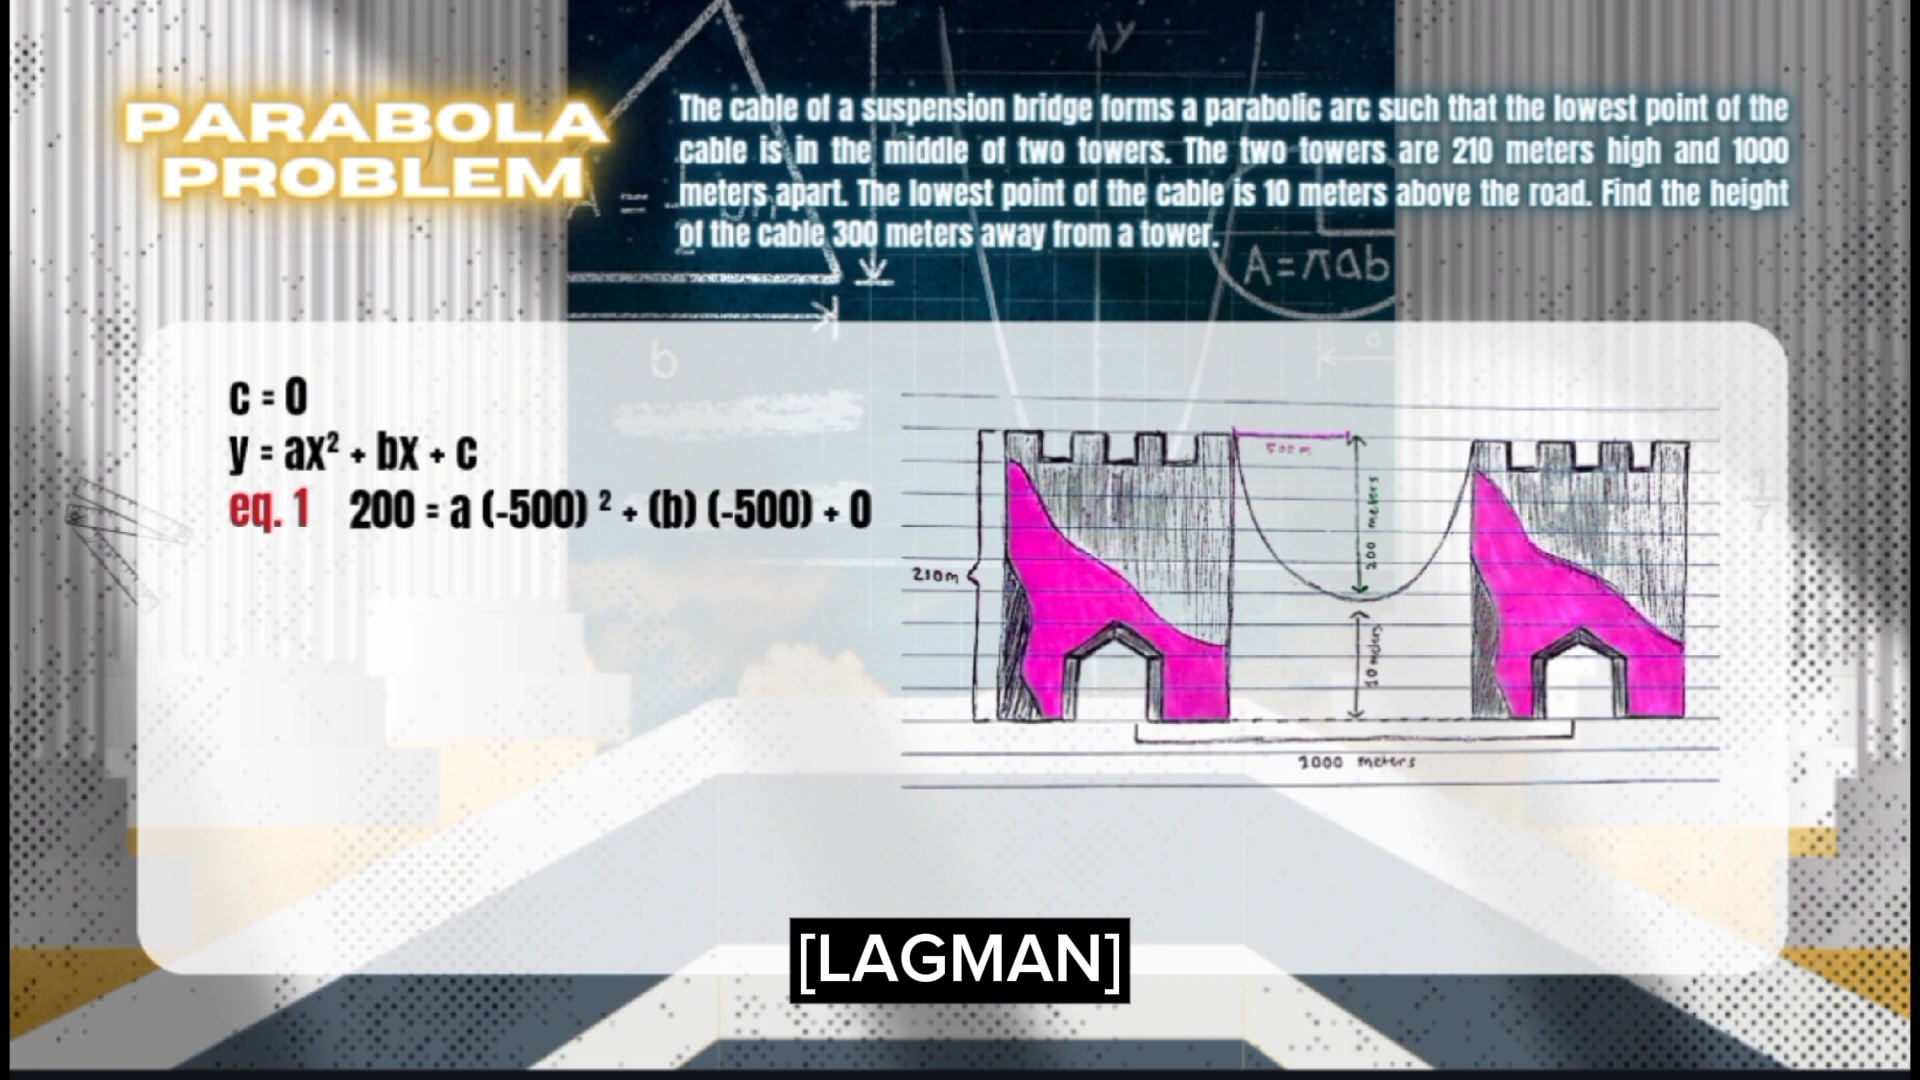 PARABOLA
PROBLEM
The cable of a suspension bridge forms a parabolic arc such that the lowest point of the
cable is in the middle of two towers. The two towers are 210 meters high and 1000
meters apart. The lowest point of the cable is 10 meters above the road. Find the height
of the cable 300 meters away from a tower.
y
A=πab
b
c = 0
y = ax² + bx + c
eq. 1 200 = a (-500) ² + (b) (-500) + 0
500m
200 meters
210m
10 meters
1000 meters
[LAGMAN]